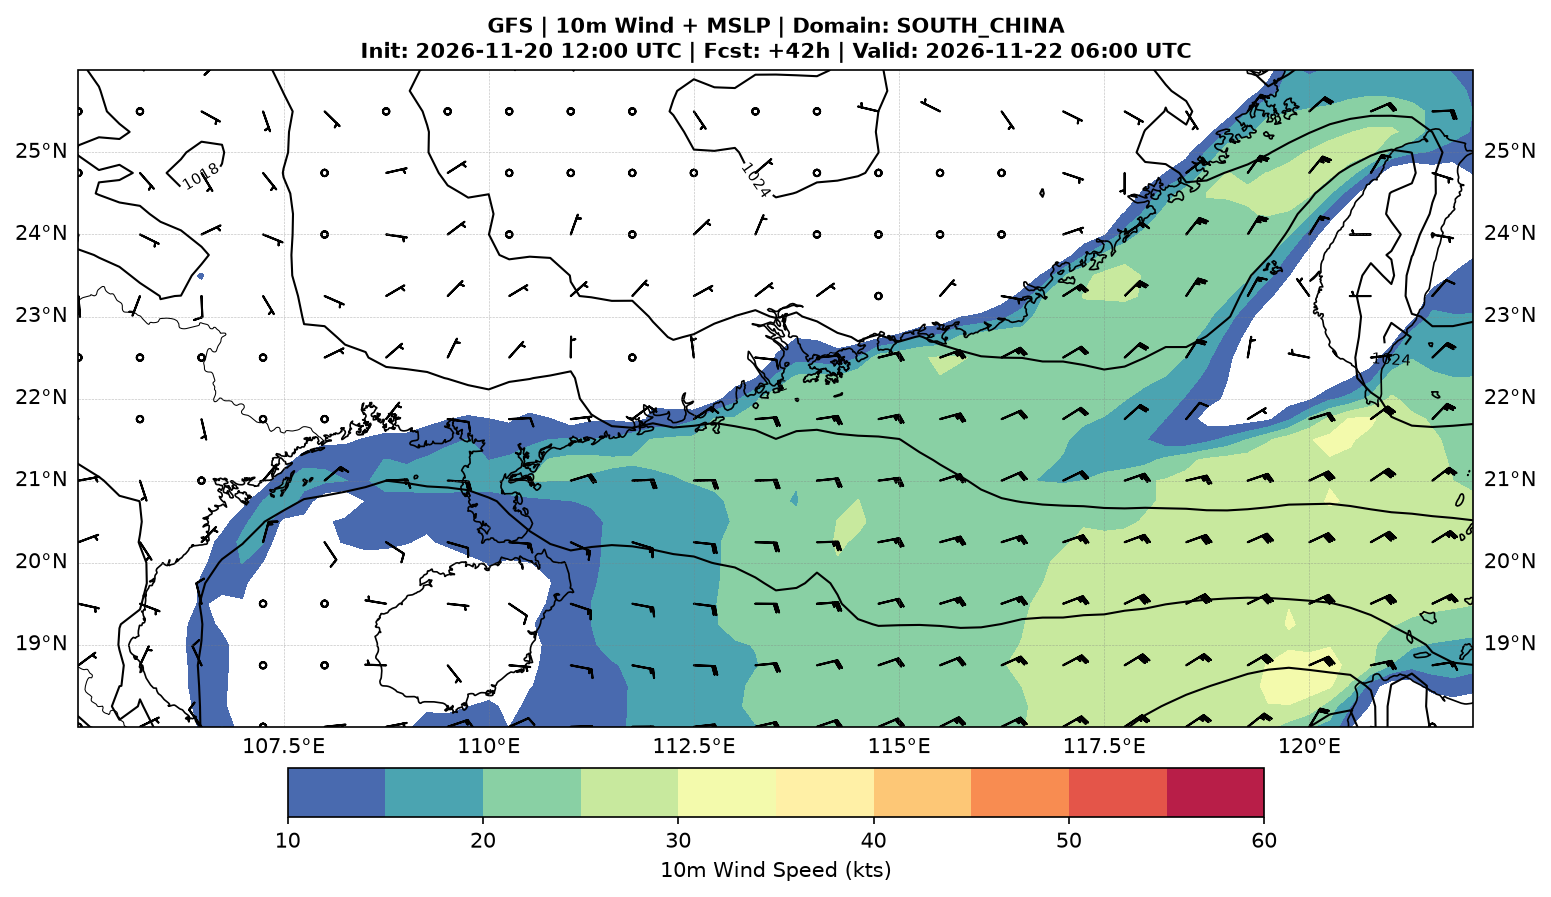 GFS | 10m Wind + MSLP | Domain: SOUTH_CHINA
Init: 2026-11-20 12:00 UTC | Fcst: +42h | Valid: 2026-11-22 06:00 UTC
25°N 25°N
1018 1024
24°N 24°N
23°N 23°N
1024
22°N 22°N
21°N 21°N
20°N 20°N
19°N 19°N
107.5°E 110°E 112.5°E 115°E 117.5°E 120°E
10 20 30 40 50 60
10m Wind Speed (kts)